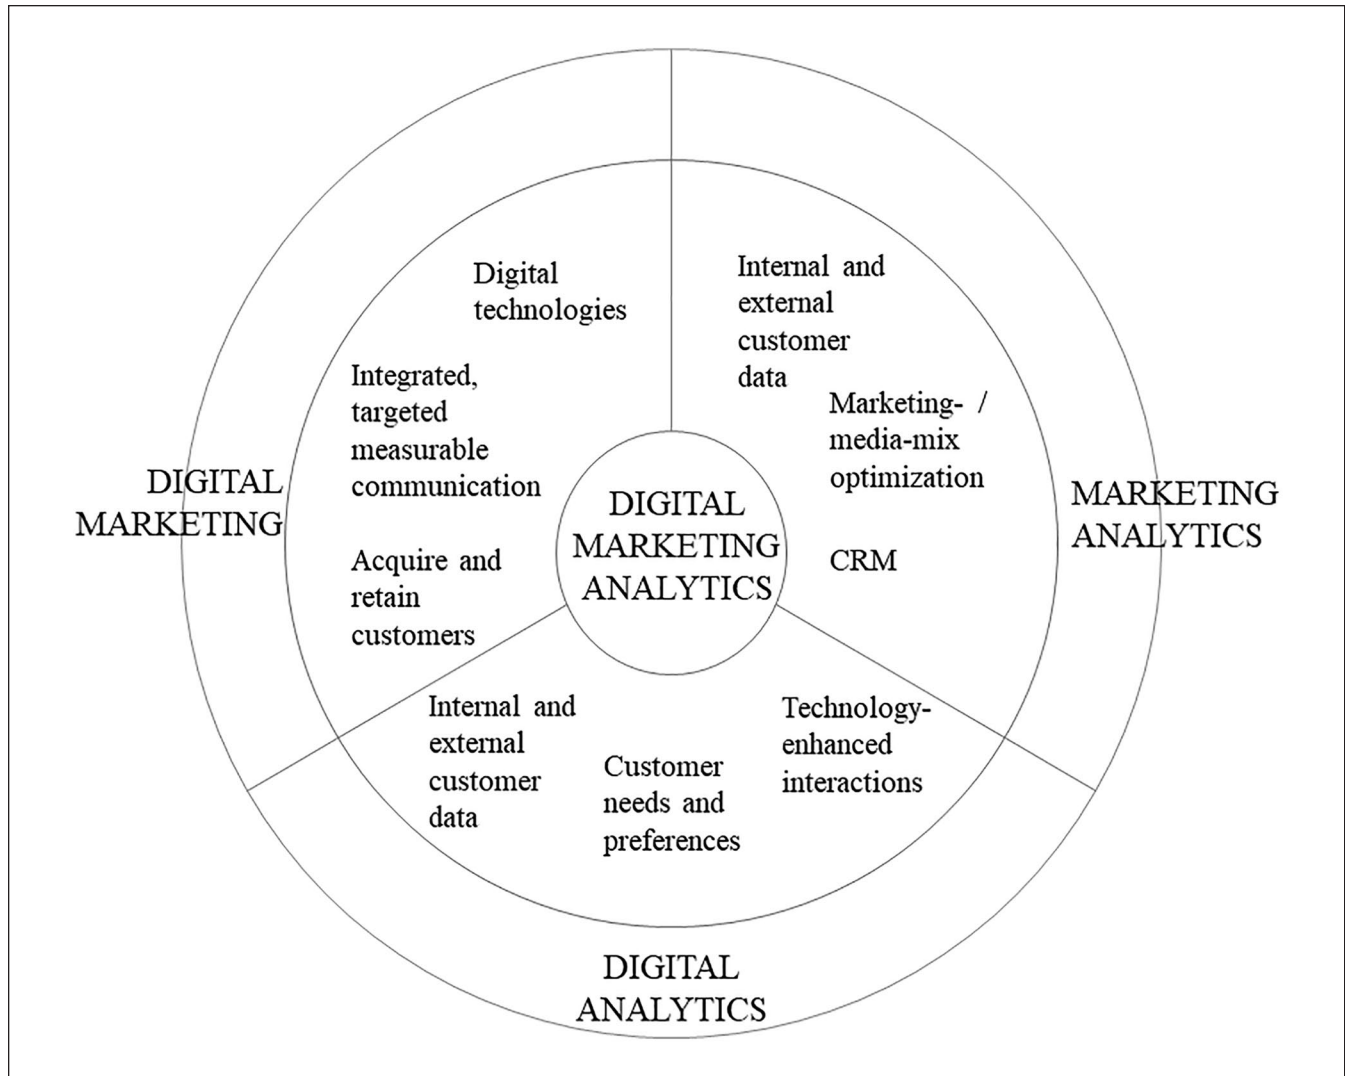 Digital
technologies
Integrated,
targeted
measurable
communication
Acquire and
retain
customers
DIGITAL
MARKETING
Internal and
external
customer
data
Marketing- /
media-mix
optimization
CRM
MARKETING
ANALYTICS
DIGITAL
MARKETING
ANALYTICS
Internal and
external
customer
data
Customer
needs and
preferences
Technology-
enhanced
interactions
DIGITAL
ANALYTICS